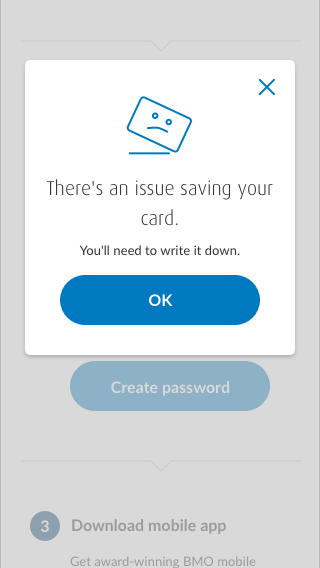 There's an issue saving your
card.
You'll need to write it down.
OK
Create password
3 Download mobile app
Get award-winning BMO mobile